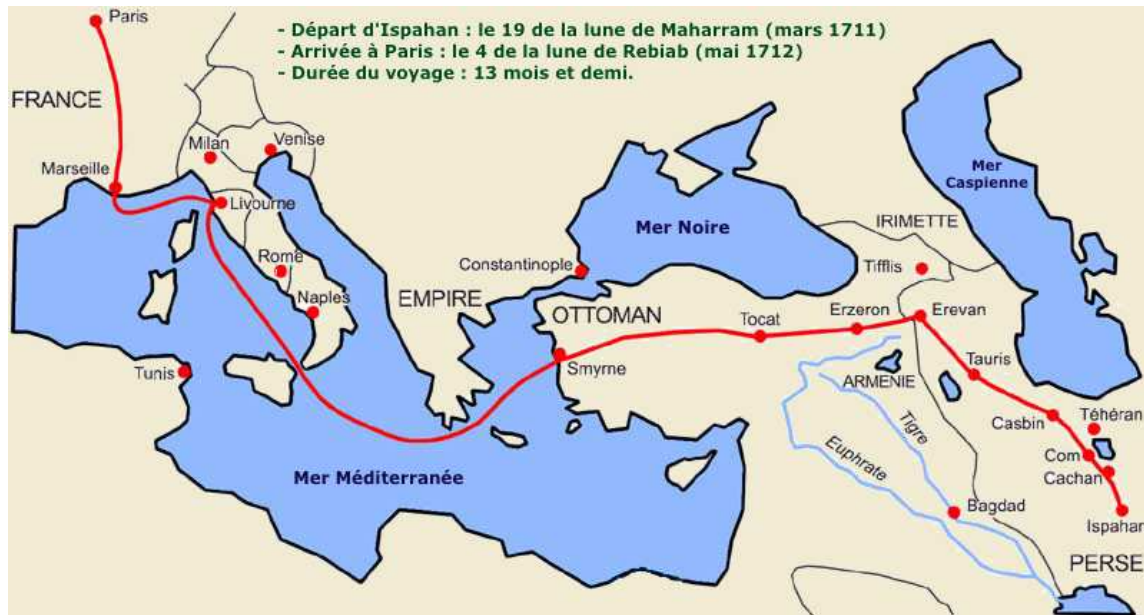 Paris
- Départ d'Ispahan : le 19 de la lune de Maharram (mars 1711)
- Arrivée à Paris : le 4 de la lune de Rebiab (mai 1712)
- Durée du voyage : 13 mois et demi.
FRANCE
Milan
Venise
Marseille
Livourne
Rome
Naples
Tunis
Constantinople
EMPIRE
OTTOMAN
Mer Noire
Mer
Caspienne
IRIMETTE
Tifflis
Smyrne
Tocat
Erzeron
Erevan
ARMENIE
Tauris
Téhéran
Casbin
Com
Cachan
Tigre
Euphrate
Mer Méditerranée
Bagdad
Ispahan
PERSE